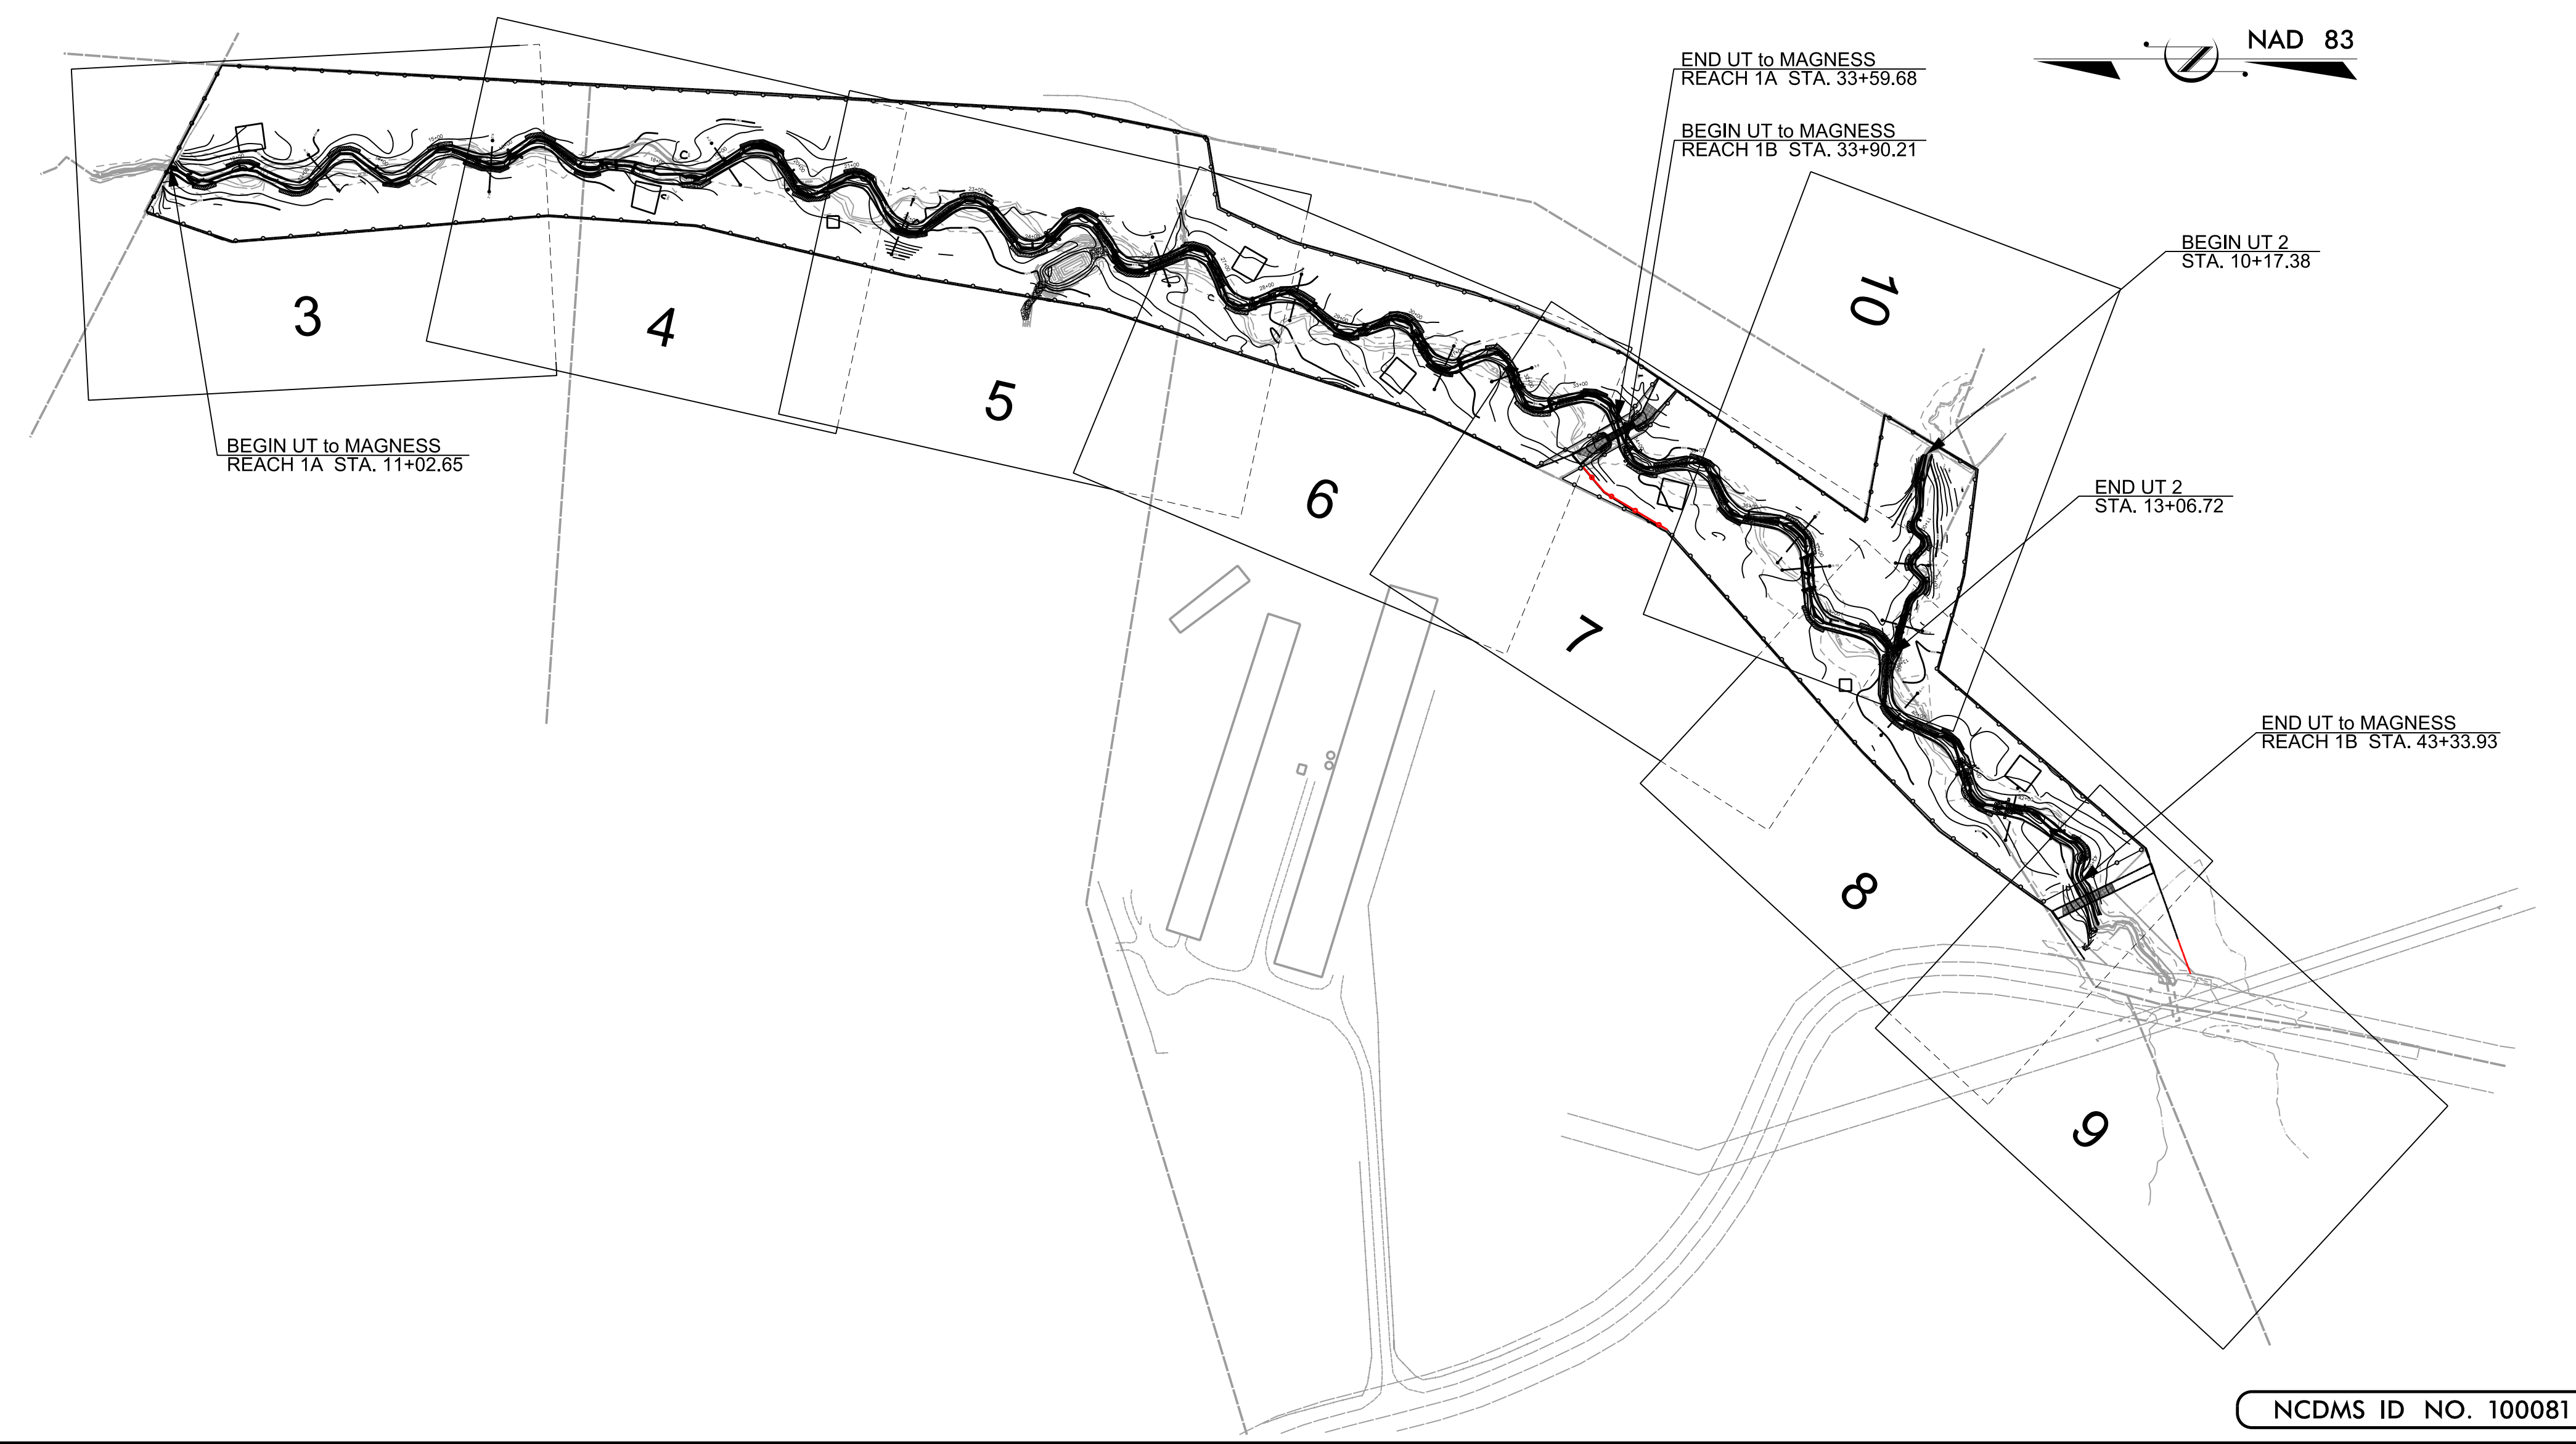 NAD 83
END UT to MAGNESS
REACH 1A STA. 33+59.68
BEGIN UT to MAGNESS
REACH 1B STA. 33+90.21
BEGIN UT 2
STA. 10+17.38
10
3
4
5
BEGIN UT to MAGNESS
REACH 1A STA. 11+02.65
6
END UT 2
STA. 13+06.72
7
END UT to MAGNESS
REACH 1B STA. 43+33.93
8
9
NCDMS ID NO. 100081